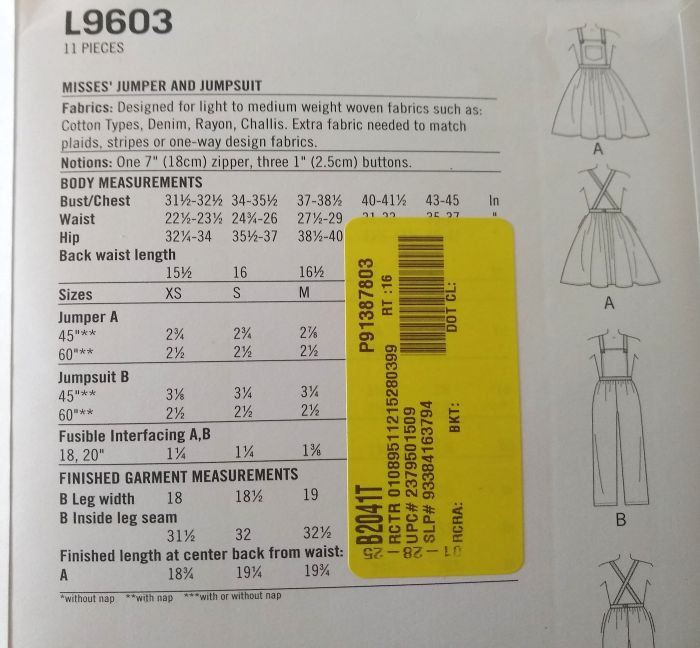 L9603
11 PIECES
MISSES' JUMPER AND JUMPSUIT
Fabrics: Designed for light to medium weight woven fabrics such as:
Cotton Types, Denim, Rayon, Challis. Extra fabric needed to match
plaids, stripes or one-way design fabrics.
Notions: One 7" (18cm) zipper, three 1" (2.5cm) buttons.
BODY MEASUREMENTS
Bust/Chest 31½-32½ 34-35½ 37-38½ 40-41½ 43-45 In
Waist 22½-23½ 24¾-26 27½-29 "
Hip 32¼-34 35½-37 38½-40
Back waist length
15½ 16 16½
Sizes XS S M
Jumper A
45"** 2¾ 2¾ 2⅞
60"** 2½ 2½ 2½
Jumpsuit B
45"** 3⅛ 3¼ 3¼
60"** 2½ 2½ 2½
Fusible Interfacing A,B
18, 20" 1¼ 1¼ 1⅜
FINISHED GARMENT MEASUREMENTS
B Leg width 18 18½ 19
B Inside leg seam
31½ 32 32½
Finished length at center back from waist:
A 18¾ 19¼ 19¾
*without nap **with nap ***with or without nap
A
A
B
P91387803
RT :16
DOT CL:
B2041T
RCTR 01089511215280399
UPC# 2379501509
SLP# 93384163794
BKT:
RCRA:
01-28-25